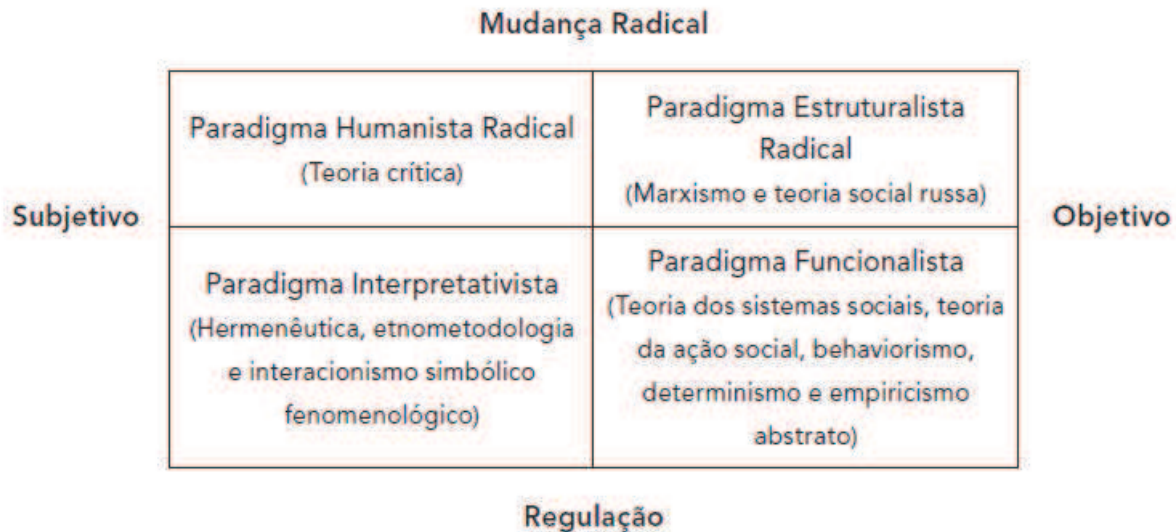 Mudança Radical
Paradigma Humanista Radical
(Teoria crítica)
Paradigma Estruturalista
Radical
(Marxismo e teoria social russa)
Subjetivo
Objetivo
Paradigma Interpretativista
(Hermenêutica, etnometodologia
e interacionismo simbólico
fenomenológico)
Paradigma Funcionalista
(Teoria dos sistemas sociais, teoria
da ação social, behaviorismo,
determinismo e empiricismo
abstrato)
Regulação